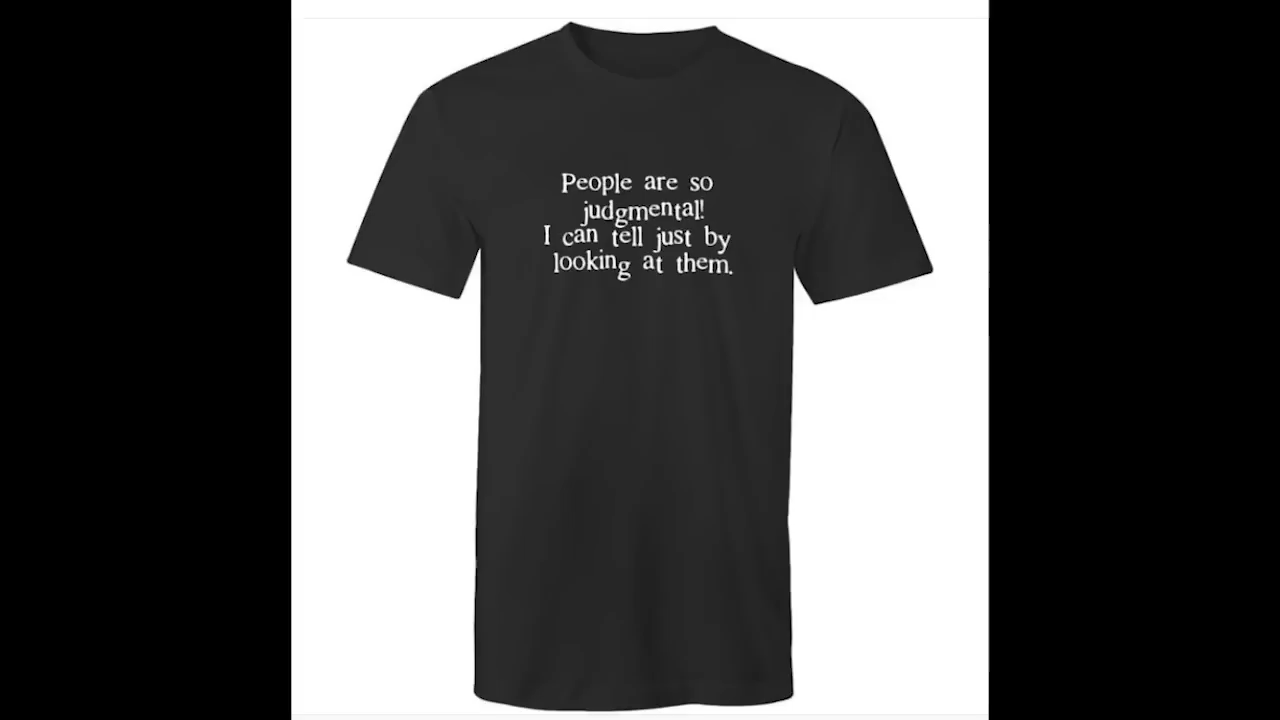 People are so
judgmental!
I can tell just by
looking at them.